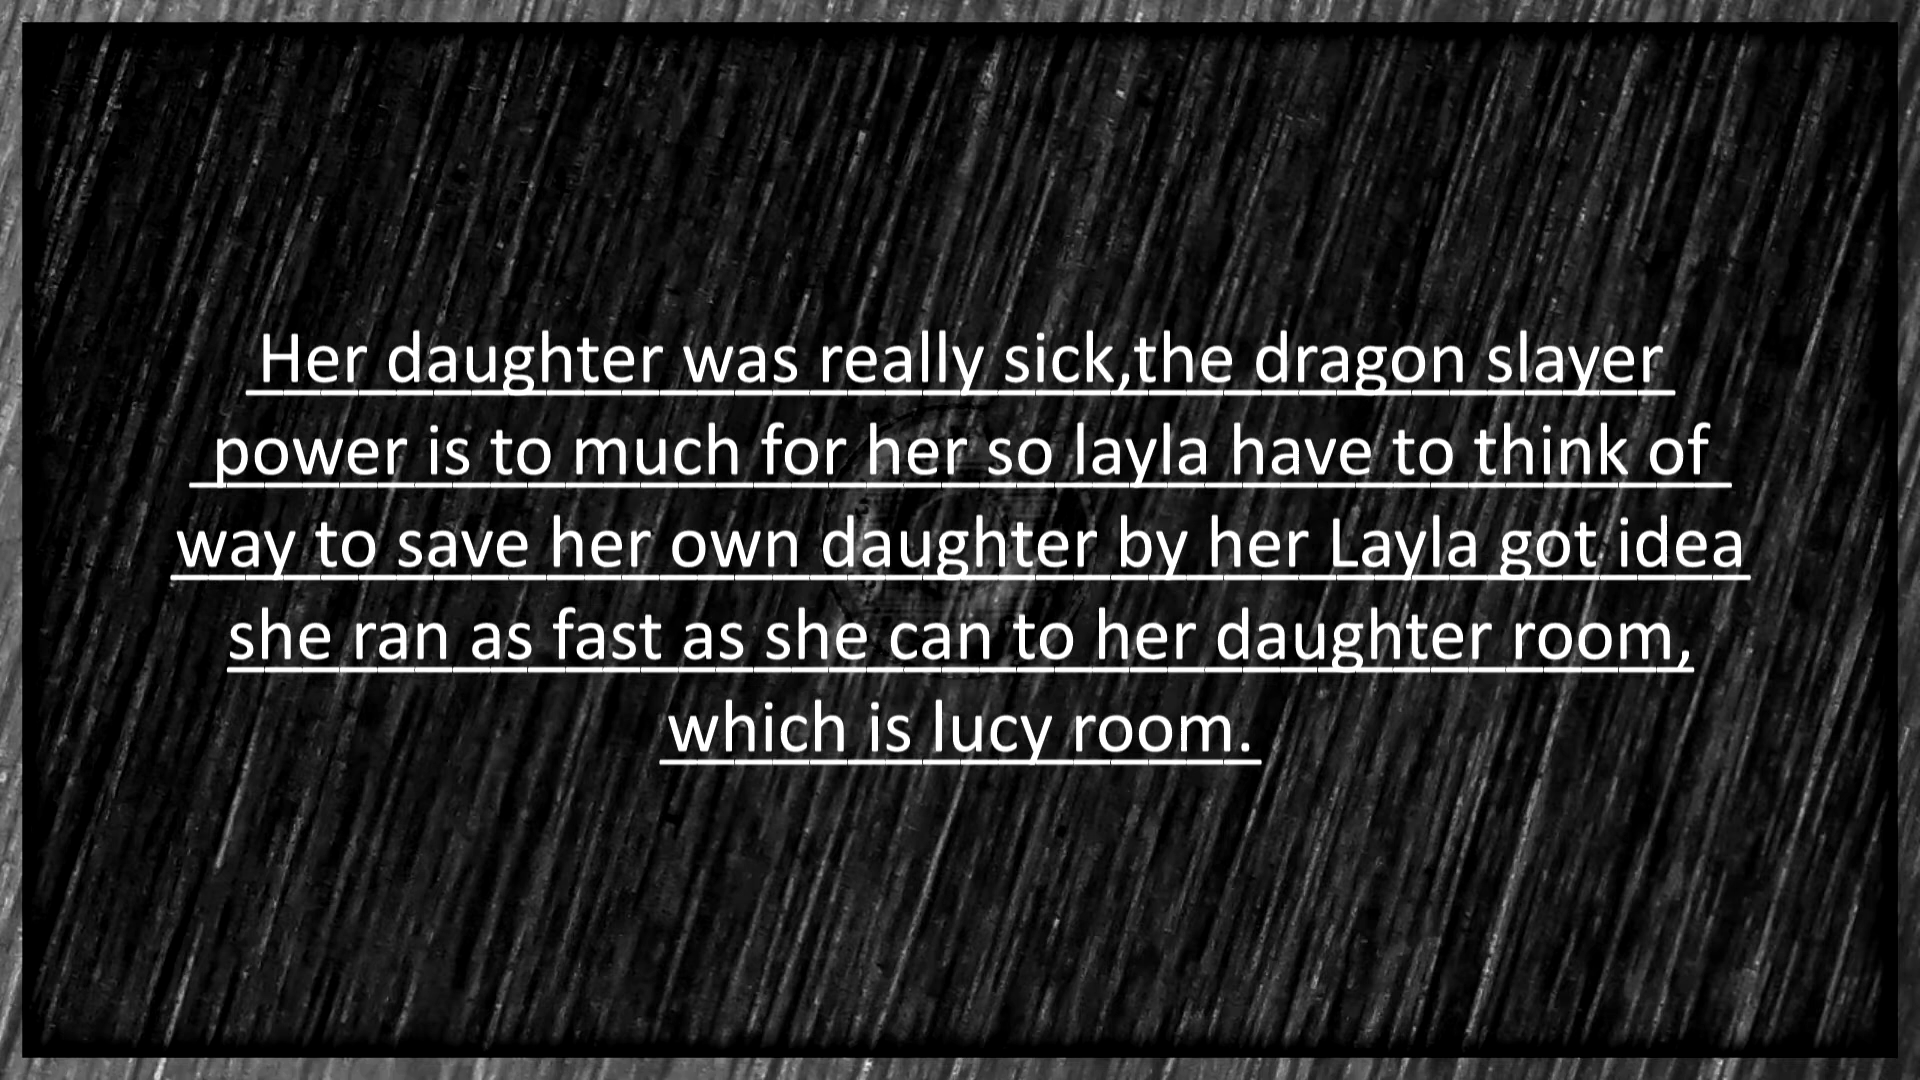 Her daughter was really sick,the dragon slayer
power is to much for her so layla have to think of
way to save her own daughter by her Layla got idea
she ran as fast as she can to her daughter room,
which is lucy room.